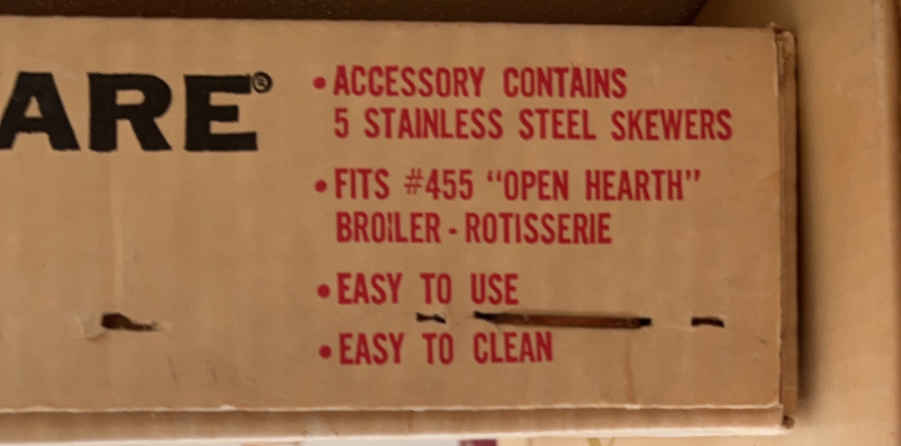 ARE®
• ACCESSORY CONTAINS
5 STAINLESS STEEL SKEWERS
• FITS #455 “OPEN HEARTH”
BROILER - ROTISSERIE
• EASY TO USE
• EASY TO CLEAN